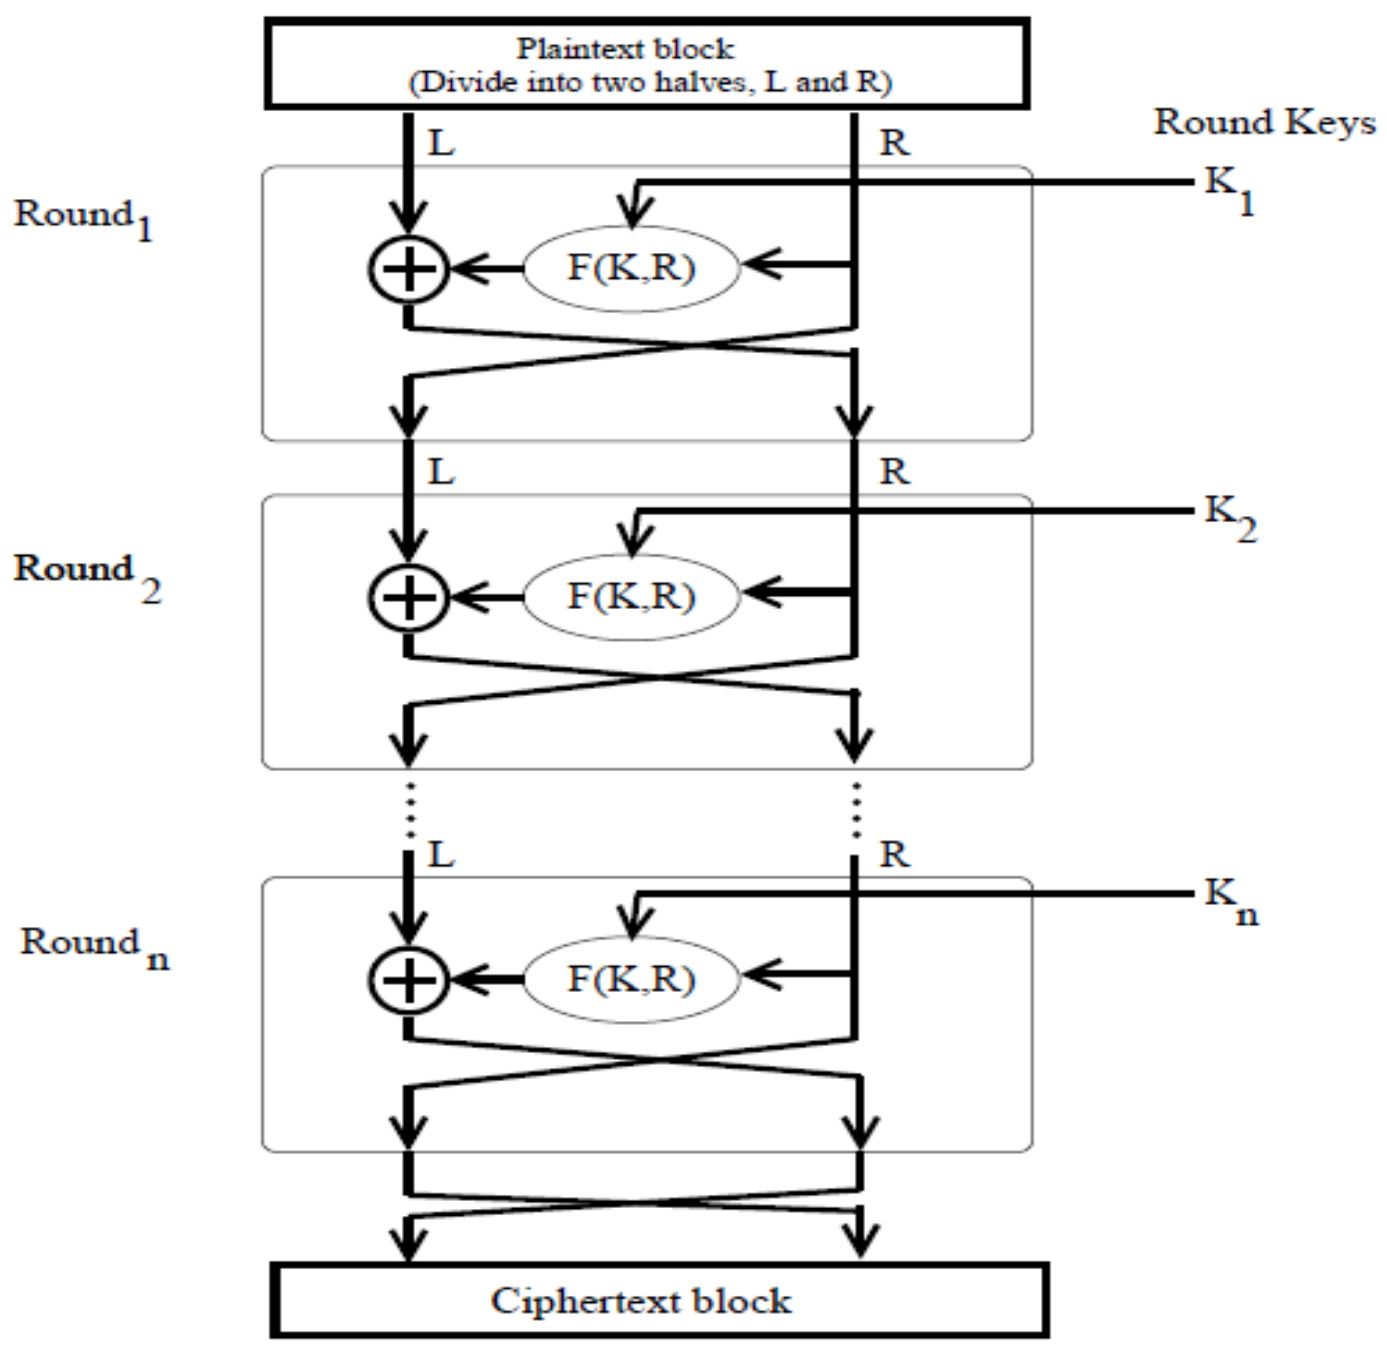 Plaintext block
(Divide into two halves, L and R)
Round Keys
L
R
K1
Round1
F(K,R)
L
R
K2
Round2
F(K,R)
L
R
Kn
Roundn
F(K,R)
Ciphertext block